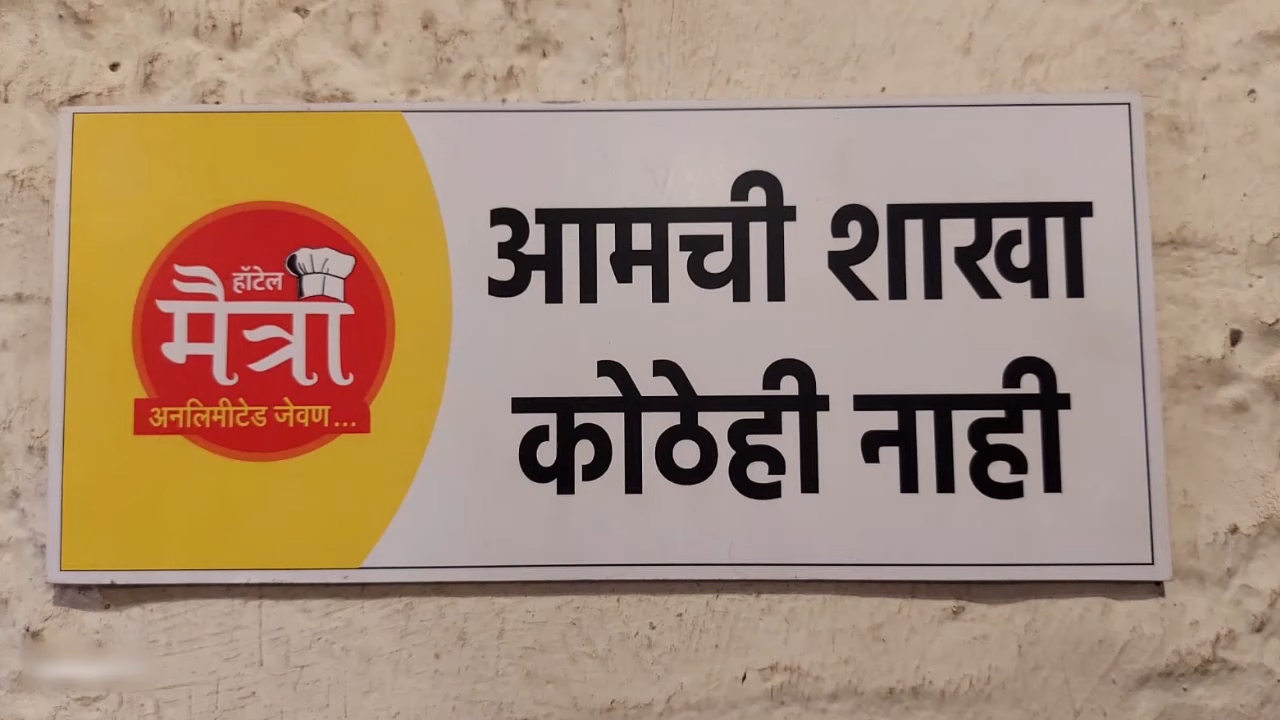 हॉटेल
मैत्री
अनलिमीटेड जेवण...
आमची शाखा
कोठेही नाही